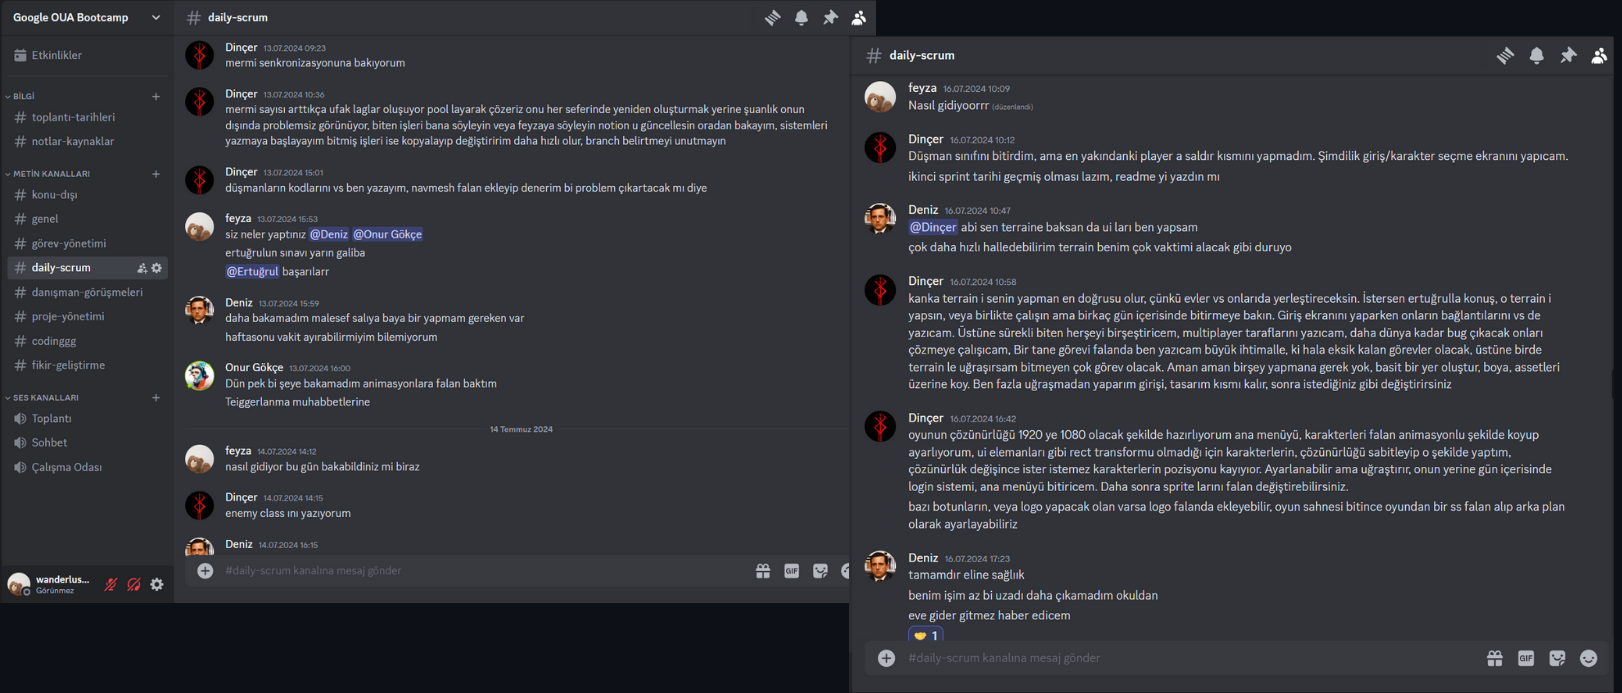 Google OUA Bootcamp
Etkinlikler
BİLGİ
toplantı-tarihleri
notlar-kaynaklar
METİN KANALLARI
konu-dışı
genel
görev-yönetimi
daily-scrum
danışman-görüşmeleri
proje-yönetimi
codinggg
fikir-geliştirme
SES KANALLARI
Toplantı
Sohbet
Çalışma Odası
wanderlus...
Görünmez
# daily-scrum
Dinçer 13.07.2024 09:23
mermi senkronizasyonuna bakıyorum
Dinçer 13.07.2024 10:36
mermi sayısı arttıkça ufak laglar oluşuyor pool layarak çözeriz onu her seferinde yeniden oluşturmak yerine şuanlık onun
dışında problemsiz görünüyor, biten işleri bana söyleyin veya feyzaya söyleyin notion u güncellesin oradan bakayım, sistemleri
yazmaya başlayayım bitmiş işleri ise kopyalayıp değiştiririm daha hızlı olur, branch belirtmeyi unutmayın
Dinçer 13.07.2024 15:01
düşmanların kodlarını vs ben yazayım, navmesh falan ekleyip denerim bi problem çıkartacak mı diye
feyza 13.07.2024 15:53
siz neler yaptınız @Deniz @Onur Gökçe
ertuğrulun sınavı yarın galiba
@Ertuğrul başarılarr
Deniz 13.07.2024 15:59
daha bakamadım malesef salıya baya bir yapmam gereken var
haftasonu vakit ayırabilirmiyim bilemiyorum
Onur Gökçe 13.07.2024 16:00
Dün pek bi şeye bakamadım animasyonlara falan baktım
Teiggerlanma muhabbetlerine
14 Temmuz 2024
feyza 14.07.2024 14:12
nasıl gidiyor bu gün bakabildiniz mi biraz
Dinçer 14.07.2024 14:15
enemy class ını yazıyorum
Deniz 14.07.2024 16:15
#daily-scrum kanalına mesaj gönder
GIF
# daily-scrum
feyza 16.07.2024 10:09
Nasıl gidiyoorrr (düzenlendi)
Dinçer 16.07.2024 10:12
Düşman sınıfını bitirdim, ama en yakındanki player a saldır kısmını yapmadım. Şimdilik giriş/karakter seçme ekranını yapıcam.
ikinci sprint tarihi geçmiş olması lazım, readme yi yazdın mı
Deniz 16.07.2024 10:47
@Dinçer abi sen terraine baksan da ui ları ben yapsam
çok daha hızlı halledebilirim terrain benim çok vaktimi alacak gibi duruyo
Dinçer 16.07.2024 10:58
kanka terrain i senin yapman en doğrusu olur, çünkü evler vs onlarıda yerleştireceksin. İstersen ertuğrulla konuş, o terrain i
yapsın, veya birlikte çalışın ama birkaç gün içerisinde bitirmeye bakın. Giriş ekranını yaparken onların bağlantılarını vs de
yazıcam. Üstüne sürekli biten herşeyi birşeştiricem, multiplayer taraflarını yazıcam, daha dünya kadar bug çıkacak onları
çözmeye çalışıcam, Bir tane görevi falanda ben yazıcam büyük ihtimalle, ki hala eksik kalan görevler olacak, üstüne birde
terrain le uğraşırsam bitmeyen çok görev olacak. Aman aman birşey yapmana gerek yok, basit bir yer oluştur, boya, assetleri
üzerine koy. Ben fazla uğraşmadan yaparım girişi, tasarım kısmı kalır, sonra istediğiniz gibi değiştirirsiniz
Dinçer 16.07.2024 16:42
oyunun çözünürlüğü 1920 ye 1080 olacak şekilde hazırlıyorum ana menüyü, karakterleri falan animasyonlu şekilde koyup
ayarlıyorum, ui elemanları gibi rect transformu olmadığı için karakterlerin, çözünürlüğü sabitleyip o şekilde yaptım,
çözünürlük değişince ister istemez karakterlerin pozisyonu kayıyor. Ayarlanabilir ama uğraştırır, onun yerine gün içerisinde
login sistemi, ana menüyü bitiricem. Daha sonra sprite larını falan değiştirebilirsiniz.
bazı botunların, veya logo yapacak olan varsa logo falanda ekleyebilir, oyun sahnesi bitince oyundan bir ss falan alıp arka plan
olarak ayarlayabiliriz
Deniz 16.07.2024 17:23
tamamdır eline sağlıık
benim işim az bi uzadı daha çıkamadım okuldan
eve gider gitmez haber edicem
1
#daily-scrum kanalına mesaj gönder
GIF